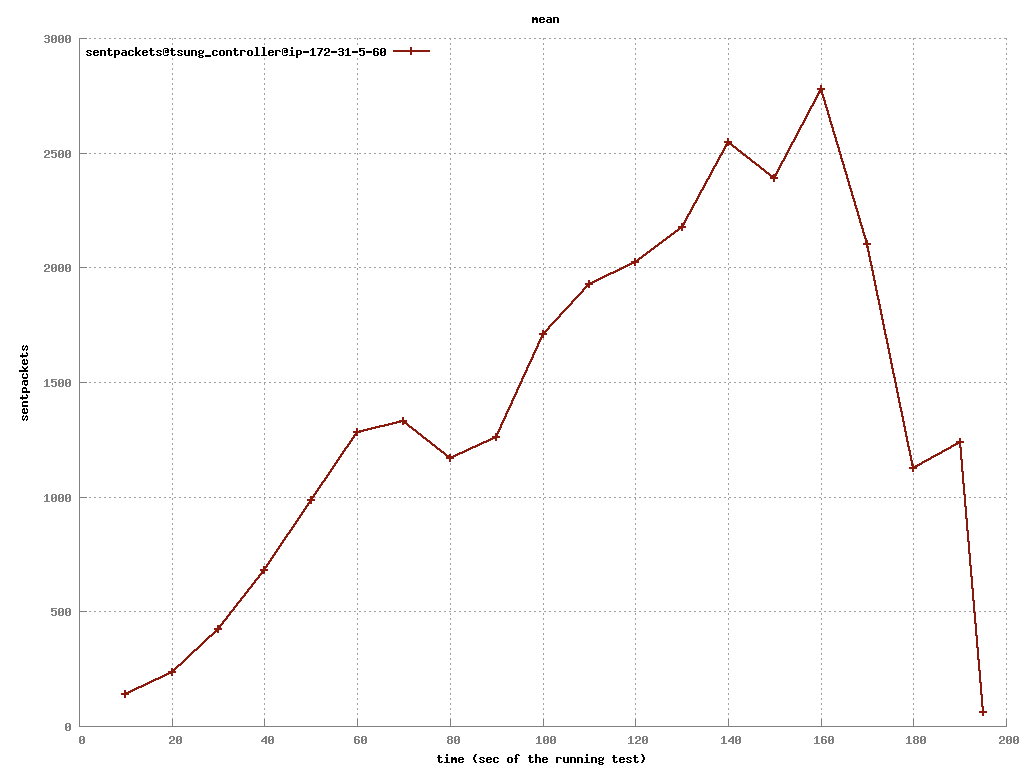 mean
3000
sentpackets@tsung_controller@ip-172-31-5-60
2500
2000
1500
sentpackets
1000
500
0
0 20 40 60 80 100 120 140 160 180 200
time (sec of the running test)